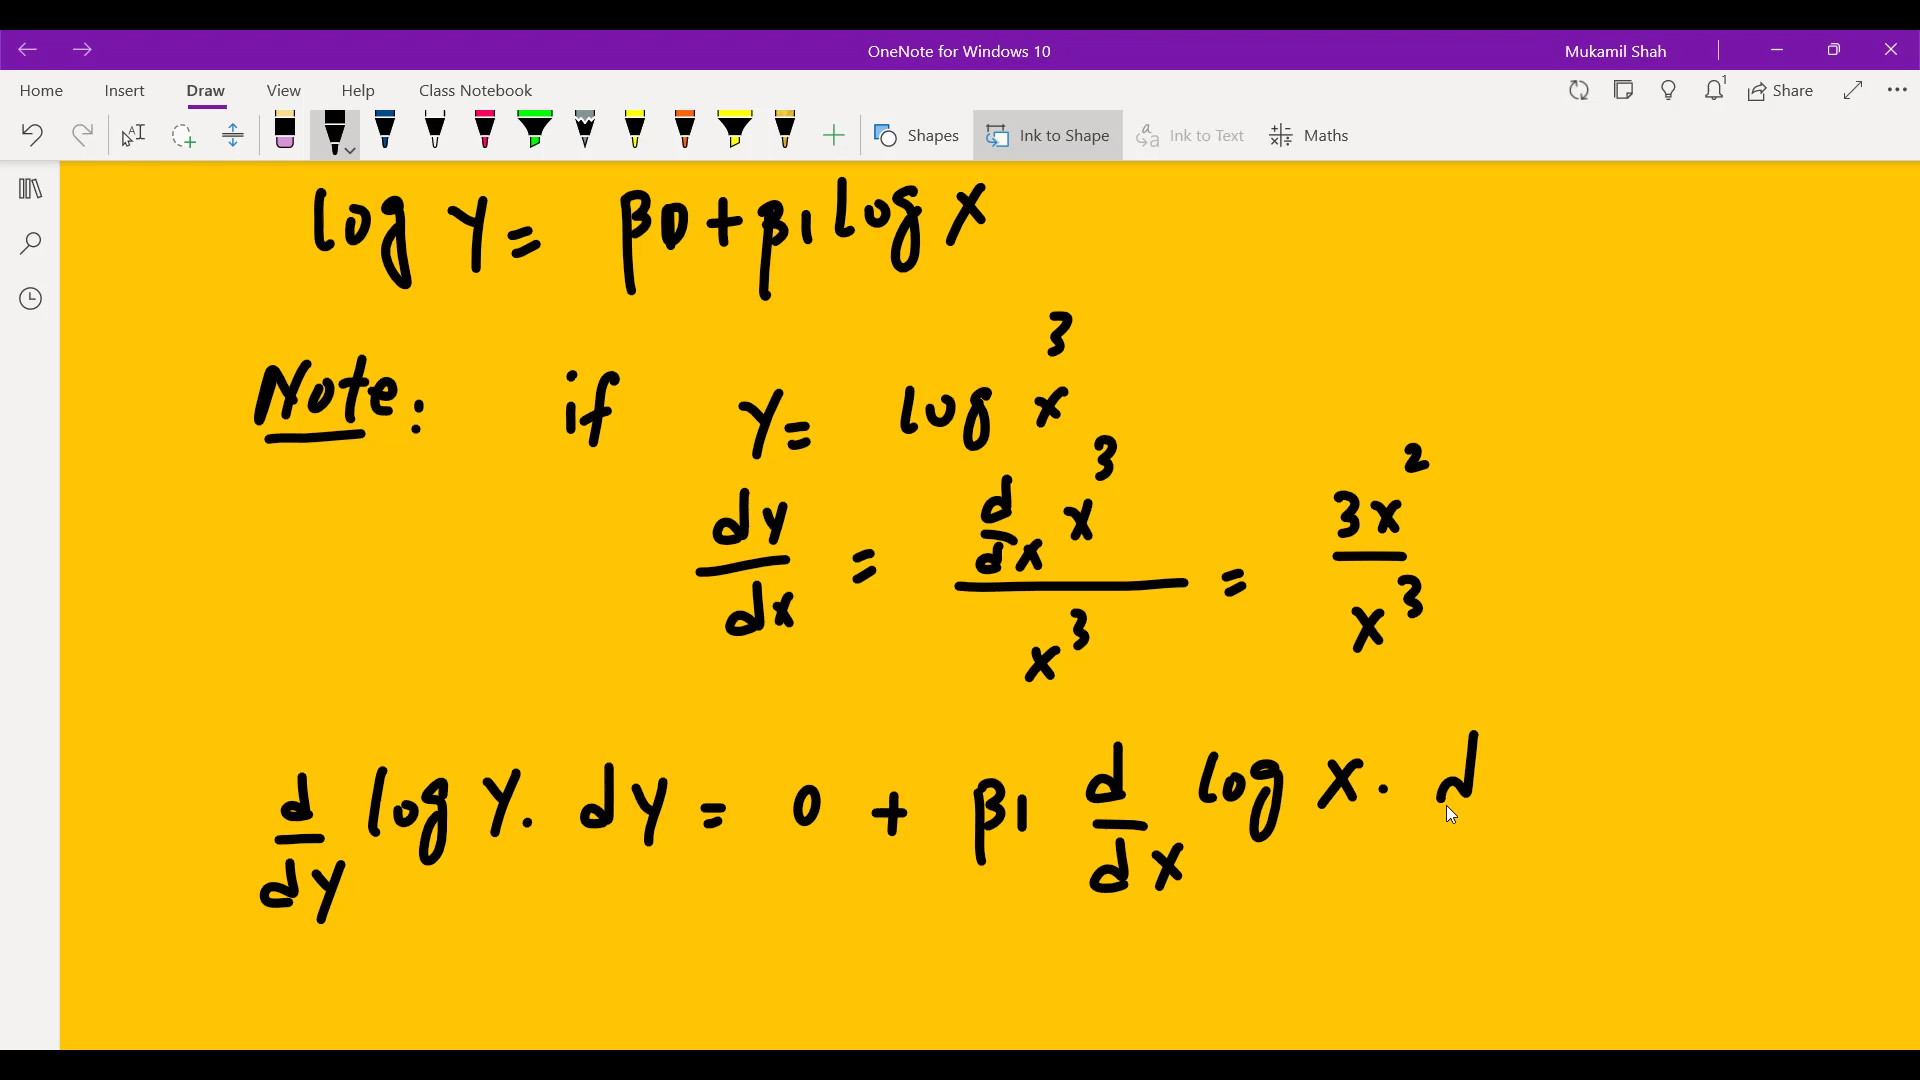 OneNote for Windows 10
Mukamil Shah
Home Insert Draw View Help Class Notebook
1
Share
Shapes
Ink to Shape
Ink to Text
Maths
log y = β0 + β1 log x
Note: if y = log x³
dy/dx = d/dx x³ / x³ = 3x² / x³
d/dy log y . dy = 0 + β1 d/dx log x . d